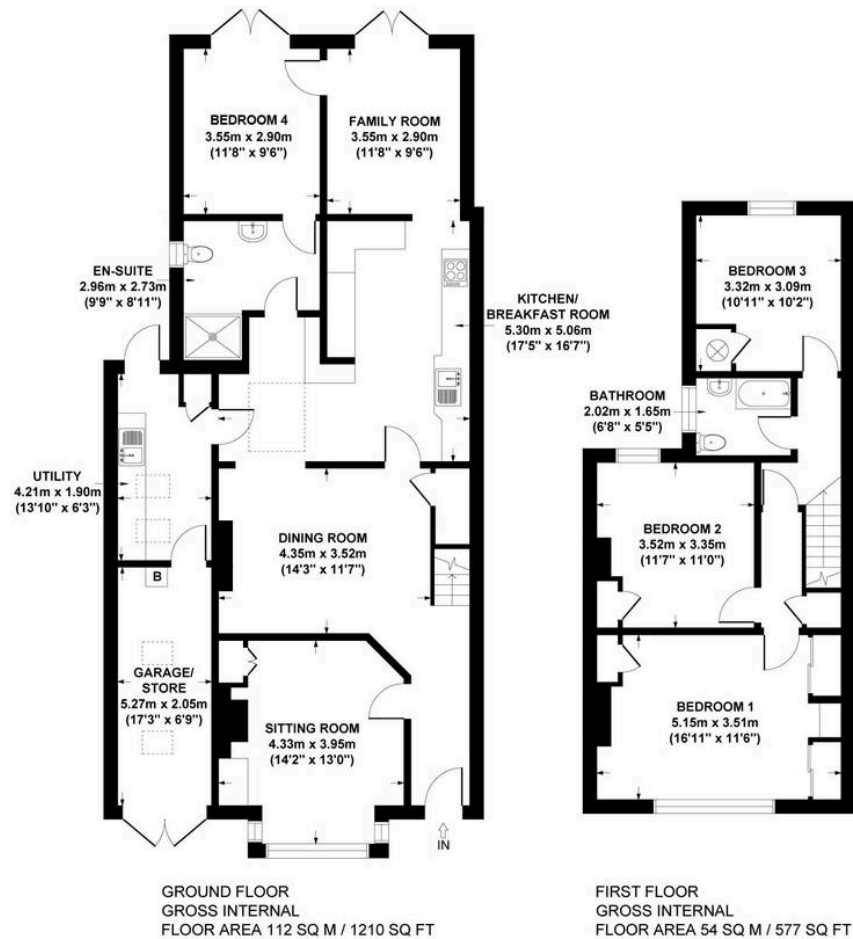 BEDROOM 4
3.55m x 2.90m
(11'8" x 9'6")
FAMILY ROOM
3.55m x 2.90m
(11'8" x 9'6")
EN-SUITE
2.96m x 2.73m
(9'9" x 8'11")
KITCHEN/
BREAKFAST ROOM
5.30m x 5.06m
(17'5" x 16'7")
UTILITY
4.21m x 1.90m
(13'10" x 6'3")
DINING ROOM
4.35m x 3.52m
(14'3" x 11'7")
B
GARAGE/
STORE
5.27m x 2.05m
(17'3" x 6'9")
SITTING ROOM
4.33m x 3.95m
(14'2" x 13'0")
IN
GROUND FLOOR
GROSS INTERNAL
FLOOR AREA 112 SQ M / 1210 SQ FT
BEDROOM 3
3.32m x 3.09m
(10'11" x 10'2")
BATHROOM
2.02m x 1.65m
(6'8" x 5'5")
BEDROOM 2
3.52m x 3.35m
(11'7" x 11'0")
BEDROOM 1
5.15m x 3.51m
(16'11" x 11'6")
FIRST FLOOR
GROSS INTERNAL
FLOOR AREA 54 SQ M / 577 SQ FT